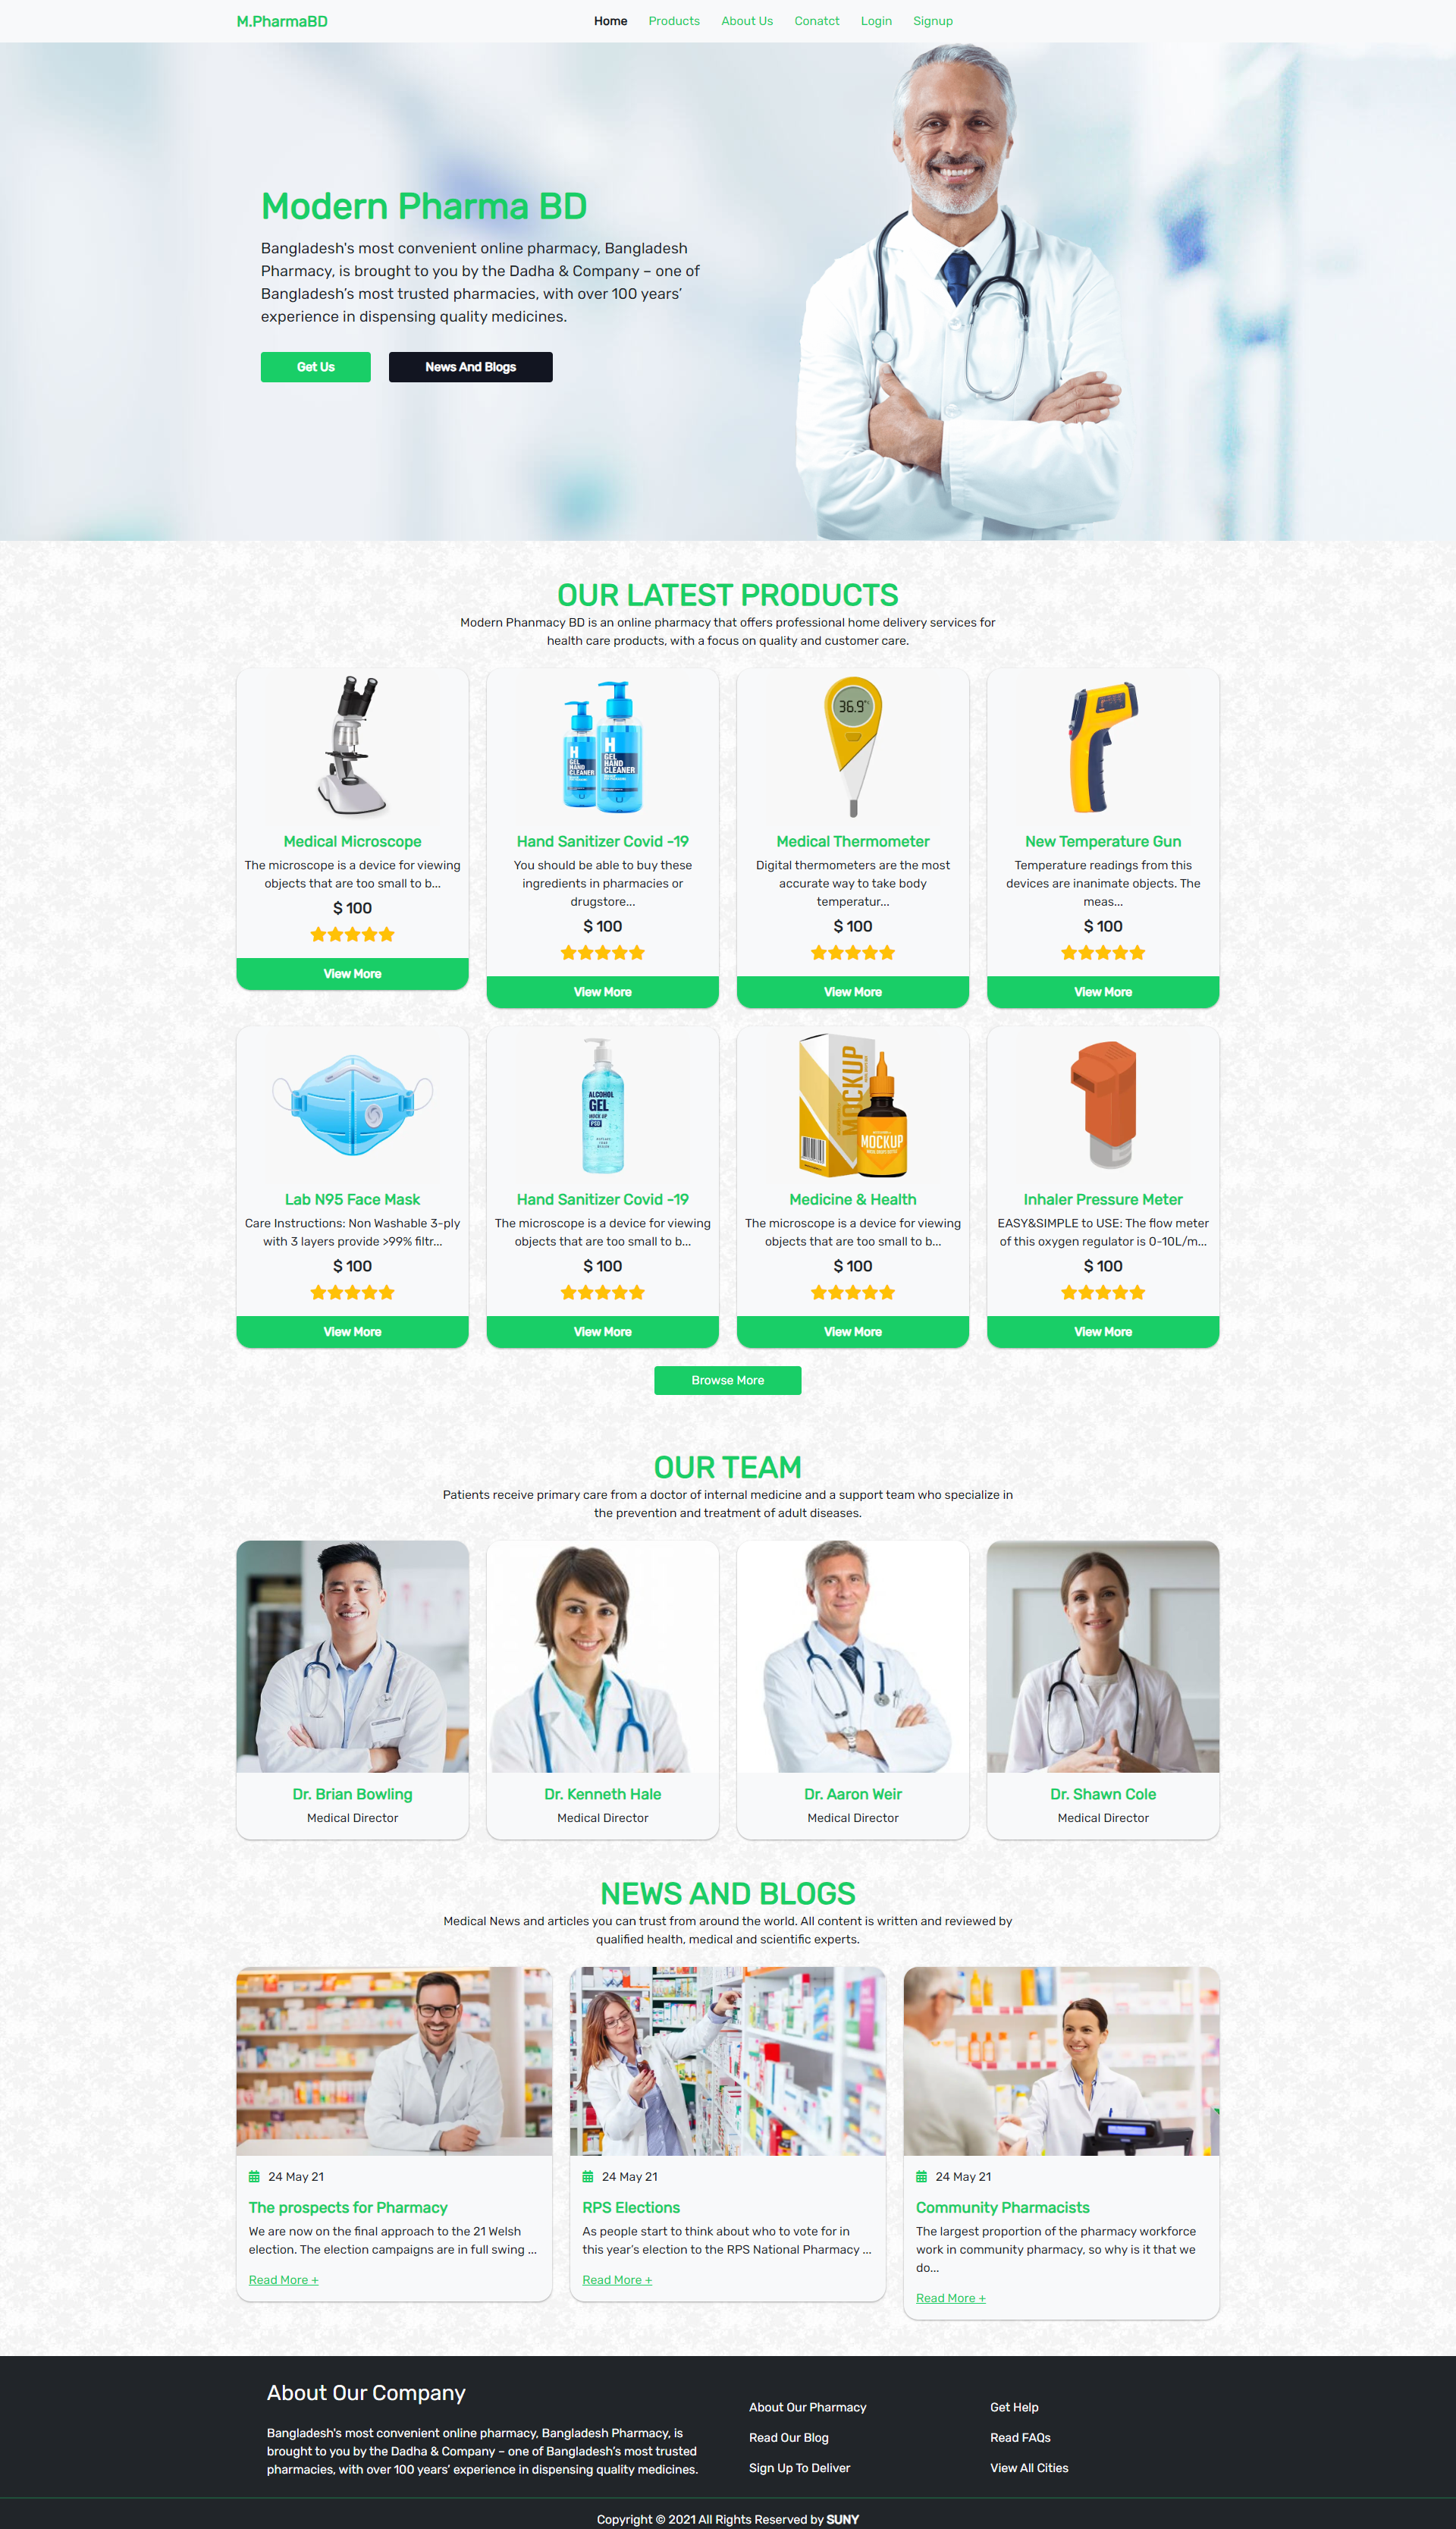 M.PharmaBD
Home Products About Us Conatct Login Signup
Modern Pharma BD
Bangladesh's most convenient online pharmacy, Bangladesh
Pharmacy, is brought to you by the Dadha & Company – one of
Bangladesh's most trusted pharmacies, with over 100 years'
experience in dispensing quality medicines.
Get Us News And Blogs
OUR LATEST PRODUCTS
Modern Phanmacy BD is an online pharmacy that offers professional home delivery services for
health care products, with a focus on quality and customer care.
36.9
H
GEL
HAND
CLEANER
H
GEL
HAND
CLEANER
Medical Microscope
The microscope is a device for viewing
objects that are too small to b...
$ 100
View More
Hand Sanitizer Covid -19
You should be able to buy these
ingredients in pharmacies or
drugstore...
$ 100
View More
Medical Thermometer
Digital thermometers are the most
accurate way to take body
temperatur...
$ 100
View More
New Temperature Gun
Temperature readings from this
devices are inanimate objects. The
meas...
$ 100
View More
ALCOHOL
GEL
MOCK UP
PSD
MOCKUP
MOCKUP
Lab N95 Face Mask
Care Instructions: Non Washable 3-ply
with 3 layers provide >99% filtr...
$ 100
View More
Hand Sanitizer Covid -19
The microscope is a device for viewing
objects that are too small to b...
$ 100
View More
Medicine & Health
The microscope is a device for viewing
objects that are too small to b...
$ 100
View More
Inhaler Pressure Meter
EASY&SIMPLE to USE: The flow meter
of this oxygen regulator is 0-10L/m...
$ 100
View More
Browse More
OUR TEAM
Patients receive primary care from a doctor of internal medicine and a support team who specialize in
the prevention and treatment of adult diseases.
Dr. Brian Bowling
Medical Director
Dr. Kenneth Hale
Medical Director
Dr. Aaron Weir
Medical Director
Dr. Shawn Cole
Medical Director
NEWS AND BLOGS
Medical News and articles you can trust from around the world. All content is written and reviewed by
qualified health, medical and scientific experts.
24 May 21
The prospects for Pharmacy
We are now on the final approach to the 21 Welsh
election. The election campaigns are in full swing ...
Read More +
24 May 21
RPS Elections
As people start to think about who to vote for in
this year's election to the RPS National Pharmacy ...
Read More +
24 May 21
Community Pharmacists
The largest proportion of the pharmacy workforce
work in community pharmacy, so why is it that we
do...
Read More +
About Our Company
Bangladesh's most convenient online pharmacy, Bangladesh Pharmacy, is
brought to you by the Dadha & Company – one of Bangladesh's most trusted
pharmacies, with over 100 years' experience in dispensing quality medicines.
About Our Pharmacy
Read Our Blog
Sign Up To Deliver
Get Help
Read FAQs
View All Cities
Copyright © 2021 All Rights Reserved by SUNY